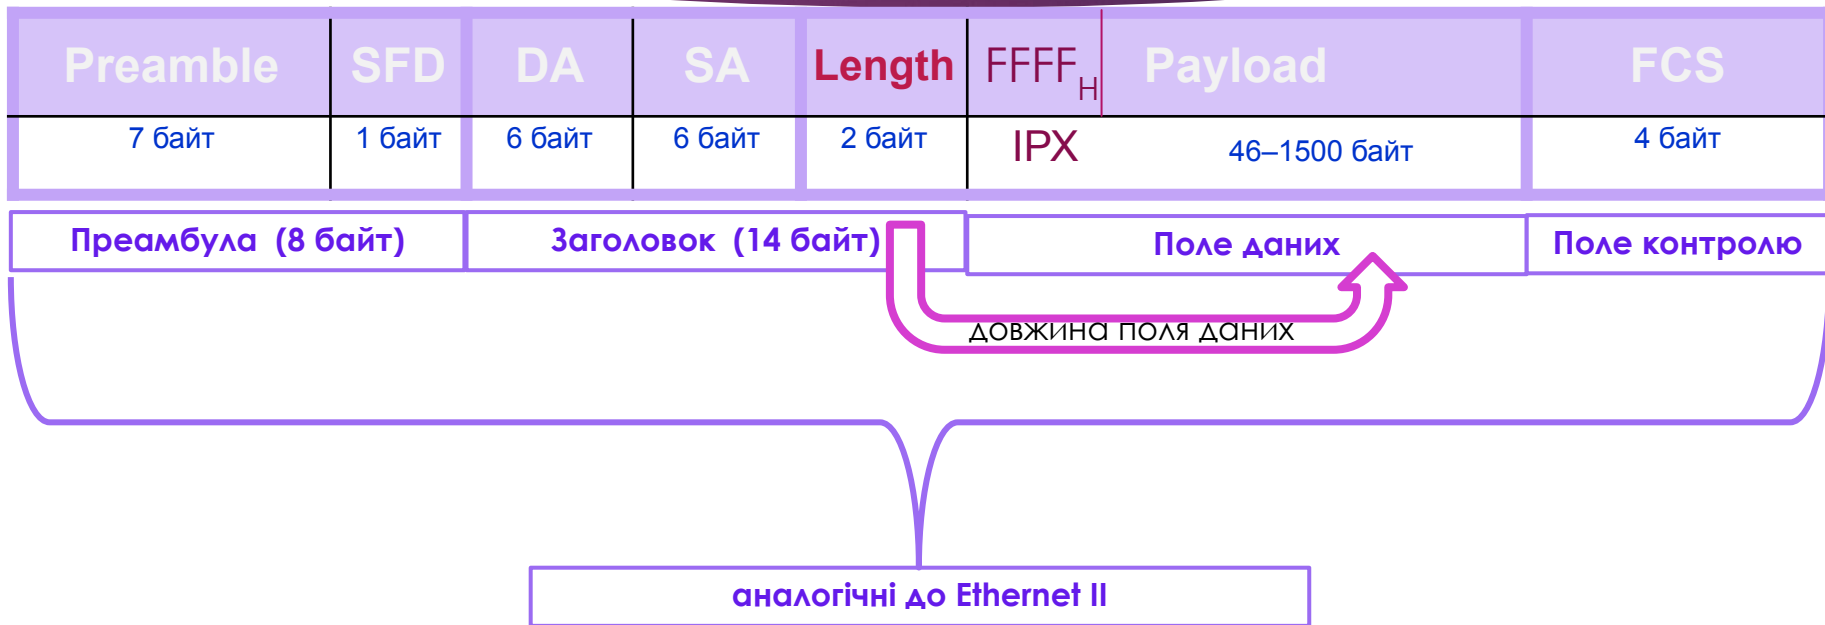 Preamble SFD DA SA Length FFFF H Payload FCS
7 байт 1 байт 6 байт 6 байт 2 байт IPX 46–1500 байт 4 байт
Преамбула (8 байт) Заголовок (14 байт) Поле даних Поле контролю
довжина поля даних
аналогічні до Ethernet II